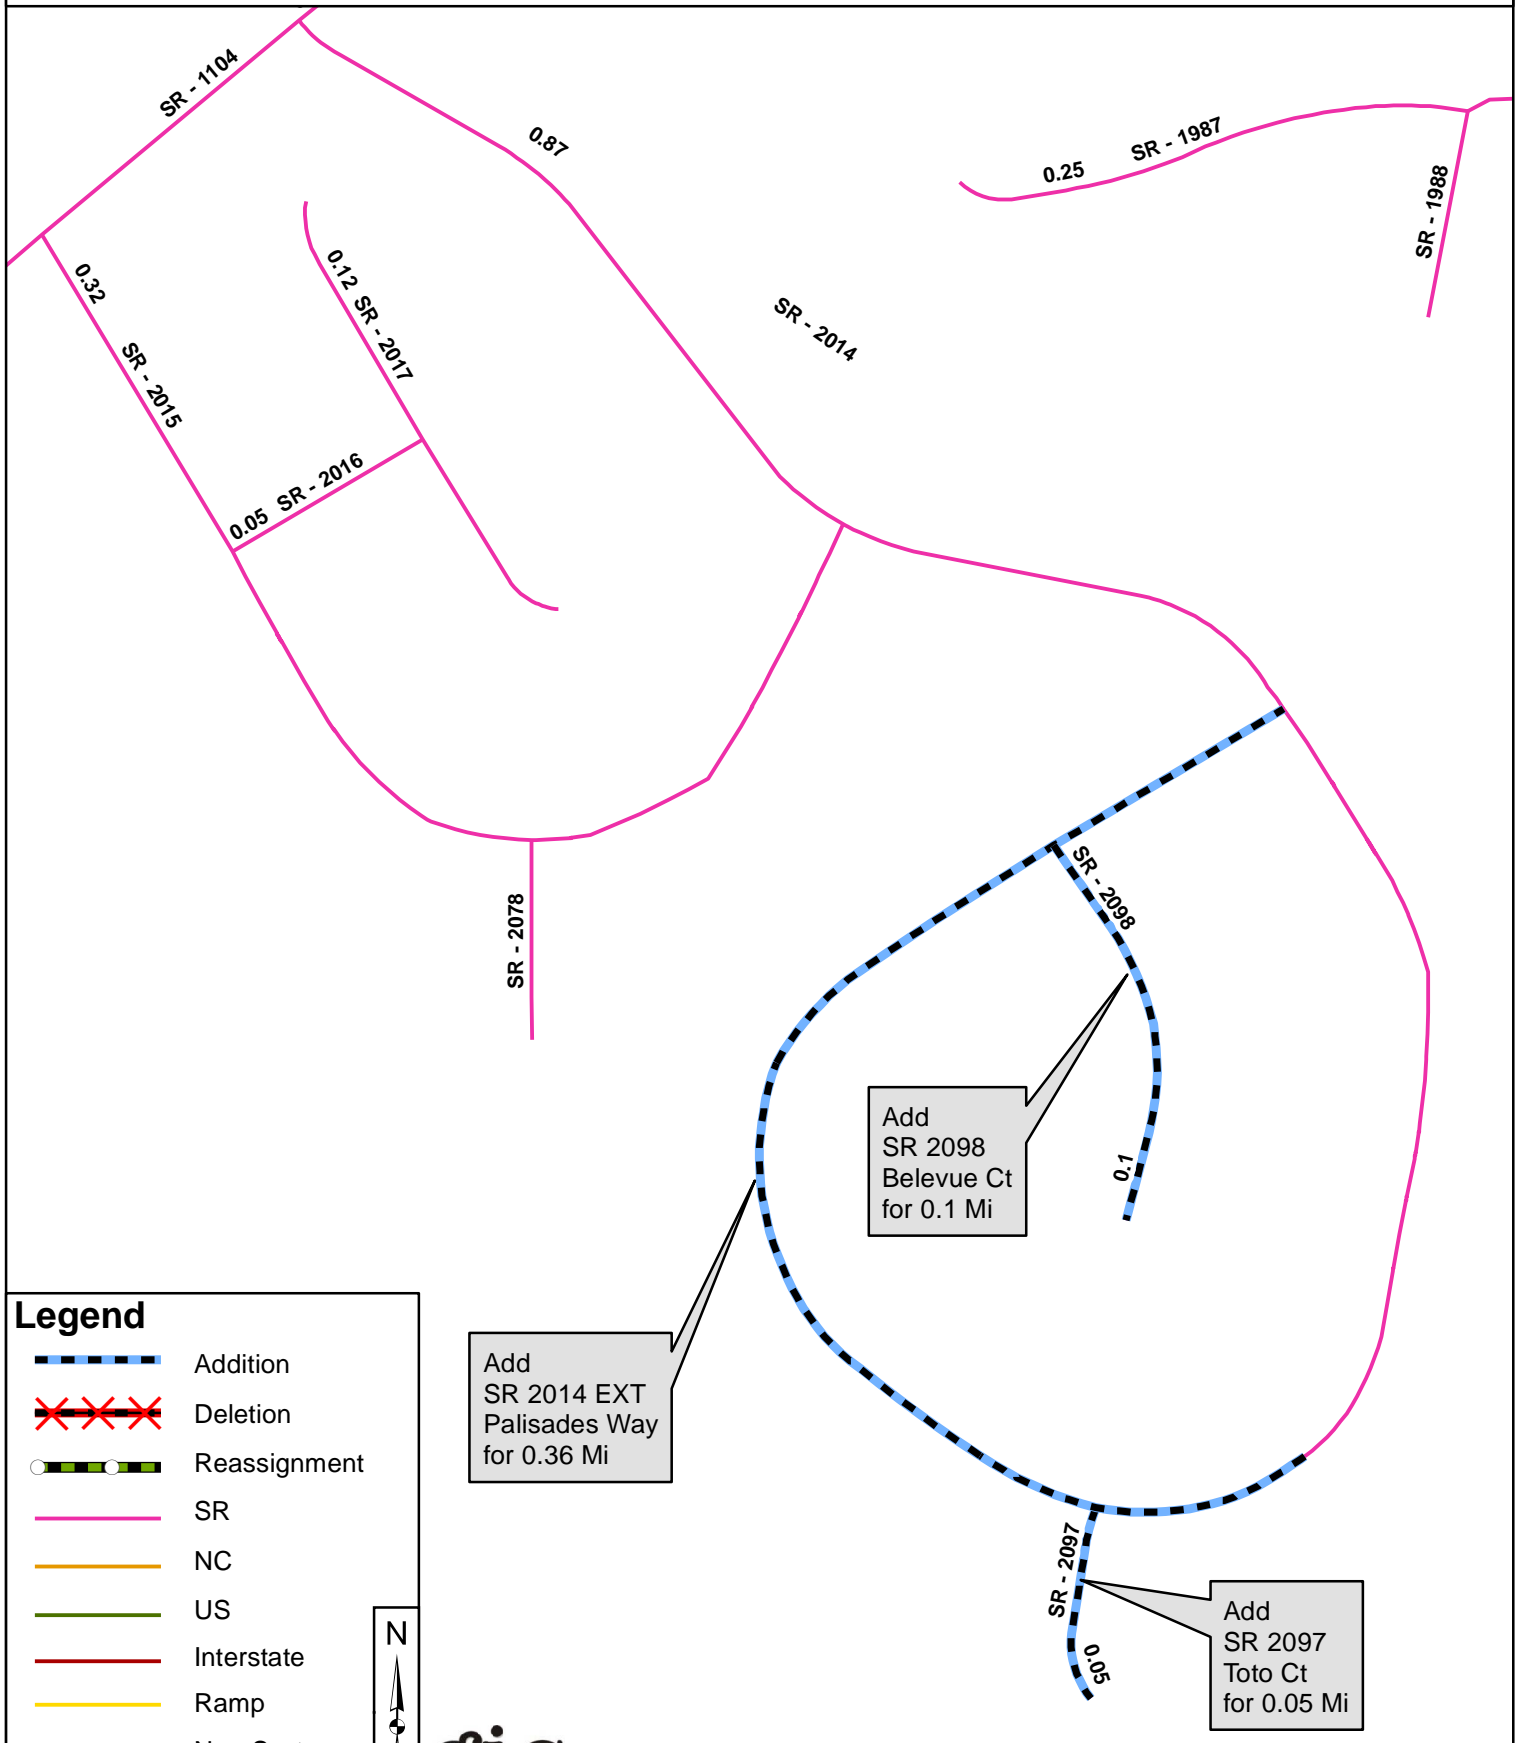 SR - 1104
0.87
SR - 1987
0.25
SR - 1988
0.32
SR - 2015
0.12 SR - 2017
SR - 2014
0.05 SR - 2016
SR - 2078
SR - 2098
0.1
Add
SR 2098
Belevue Ct
for 0.1 Mi
Add
SR 2014 EXT
Palisades Way
for 0.36 Mi
SR - 2097
0.05
Add
SR 2097
Toto Ct
for 0.05 Mi
Legend
Addition
Deletion
Reassignment
SR
NC
US
Interstate
Ramp
N